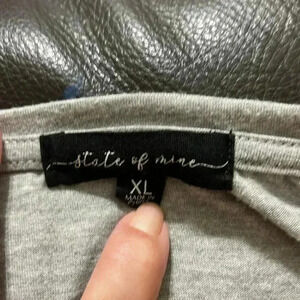 state of mine
XL
MADE IN